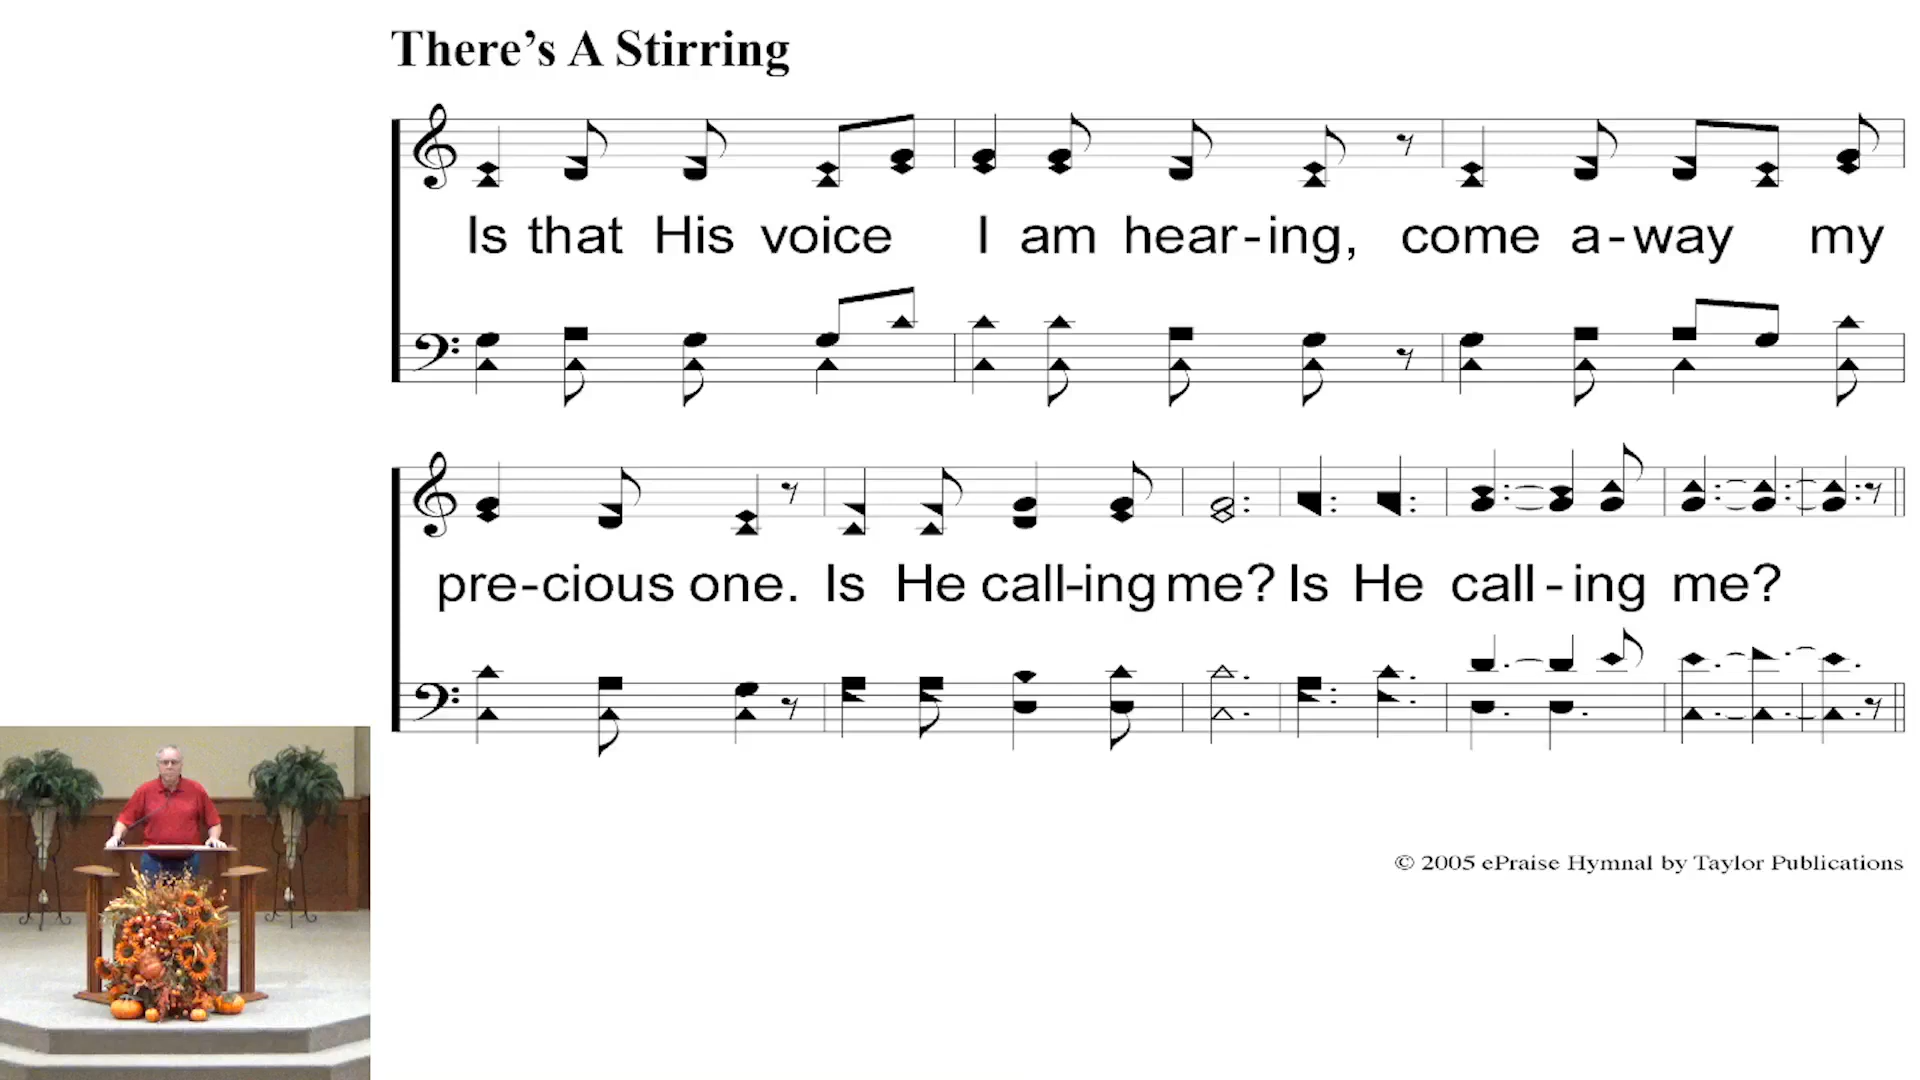 There's A Stirring
Is that His voice I am hear-ing, come a-way my
pre-cious one. Is He call-ing me? Is He call-ing me?
© 2005 ePraise Hymnal by Taylor Publications